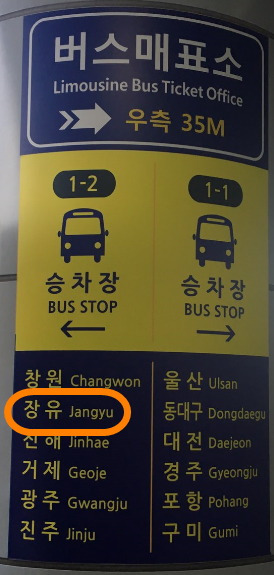 버스매표소
Limousine Bus Ticket Office
우측 35M
1-2
승차장
BUS STOP
1-1
승차장
BUS STOP
창원 Changwon
장유 Jangyu
진해 Jinhae
거제 Geoje
광주 Gwangju
진주 Jinju
울산 Ulsan
동대구 Dongdaegu
대전 Daejeon
경주 Gyeongju
포항 Pohang
구미 Gumi